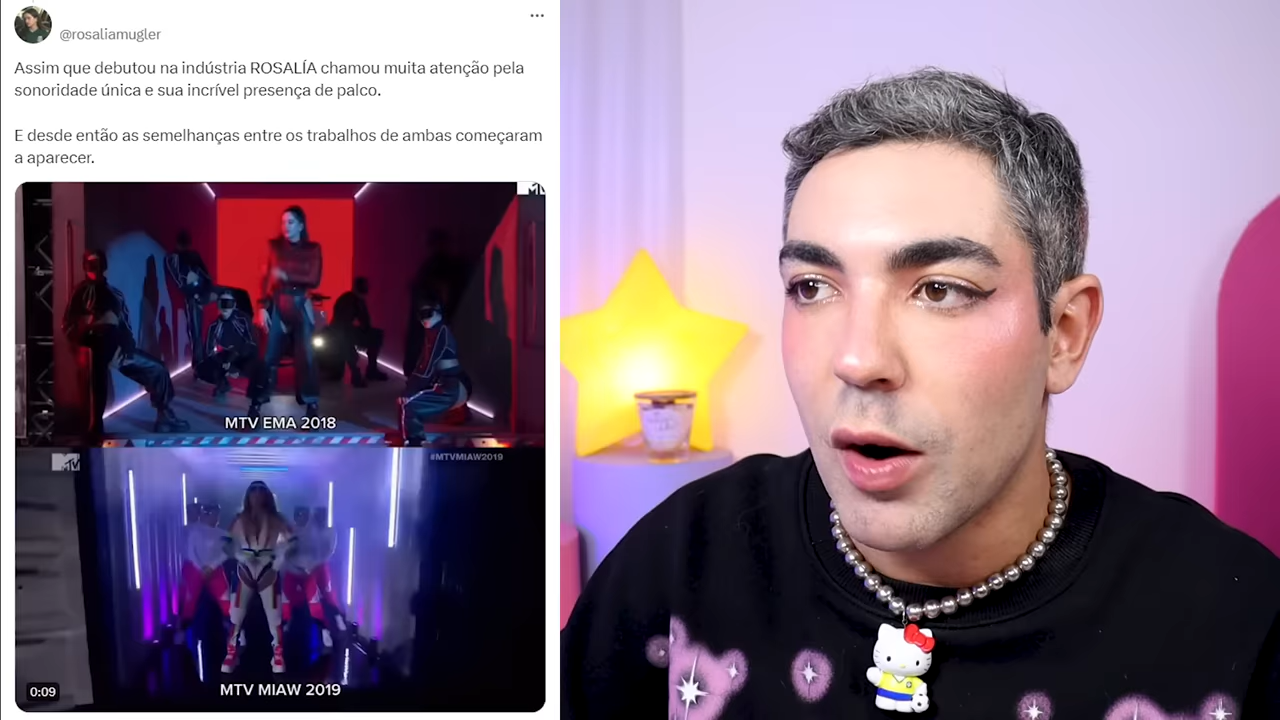 @rosaliamugler
Assim que debutou na indústria ROSALÍA chamou muita atenção pela
sonoridade única e sua incrível presença de palco.
E desde então as semelhanças entre os trabalhos de ambas começaram
a aparecer.
MTV EMA 2018
MTV
#MTVMIAW2019
0:09
MTV MIAW 2019